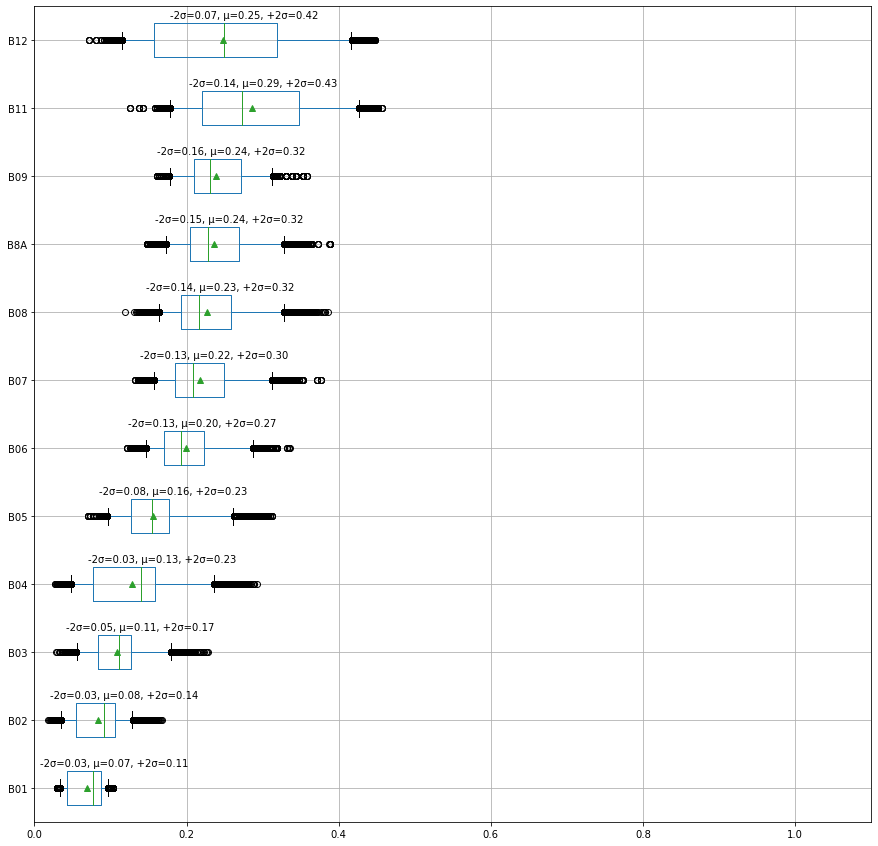 -2σ=0.07, μ=0.25, +2σ=0.42
B12
-2σ=0.14, μ=0.29, +2σ=0.43
B11
-2σ=0.16, μ=0.24, +2σ=0.32
B09
-2σ=0.15, μ=0.24, +2σ=0.32
B8A
-2σ=0.14, μ=0.23, +2σ=0.32
B08
-2σ=0.13, μ=0.22, +2σ=0.30
B07
-2σ=0.13, μ=0.20, +2σ=0.27
B06
-2σ=0.08, μ=0.16, +2σ=0.23
B05
-2σ=0.03, μ=0.13, +2σ=0.23
B04
-2σ=0.05, μ=0.11, +2σ=0.17
B03
-2σ=0.03, μ=0.08, +2σ=0.14
B02
-2σ=0.03, μ=0.07, +2σ=0.11
B01
0.0 0.2 0.4 0.6 0.8 1.0